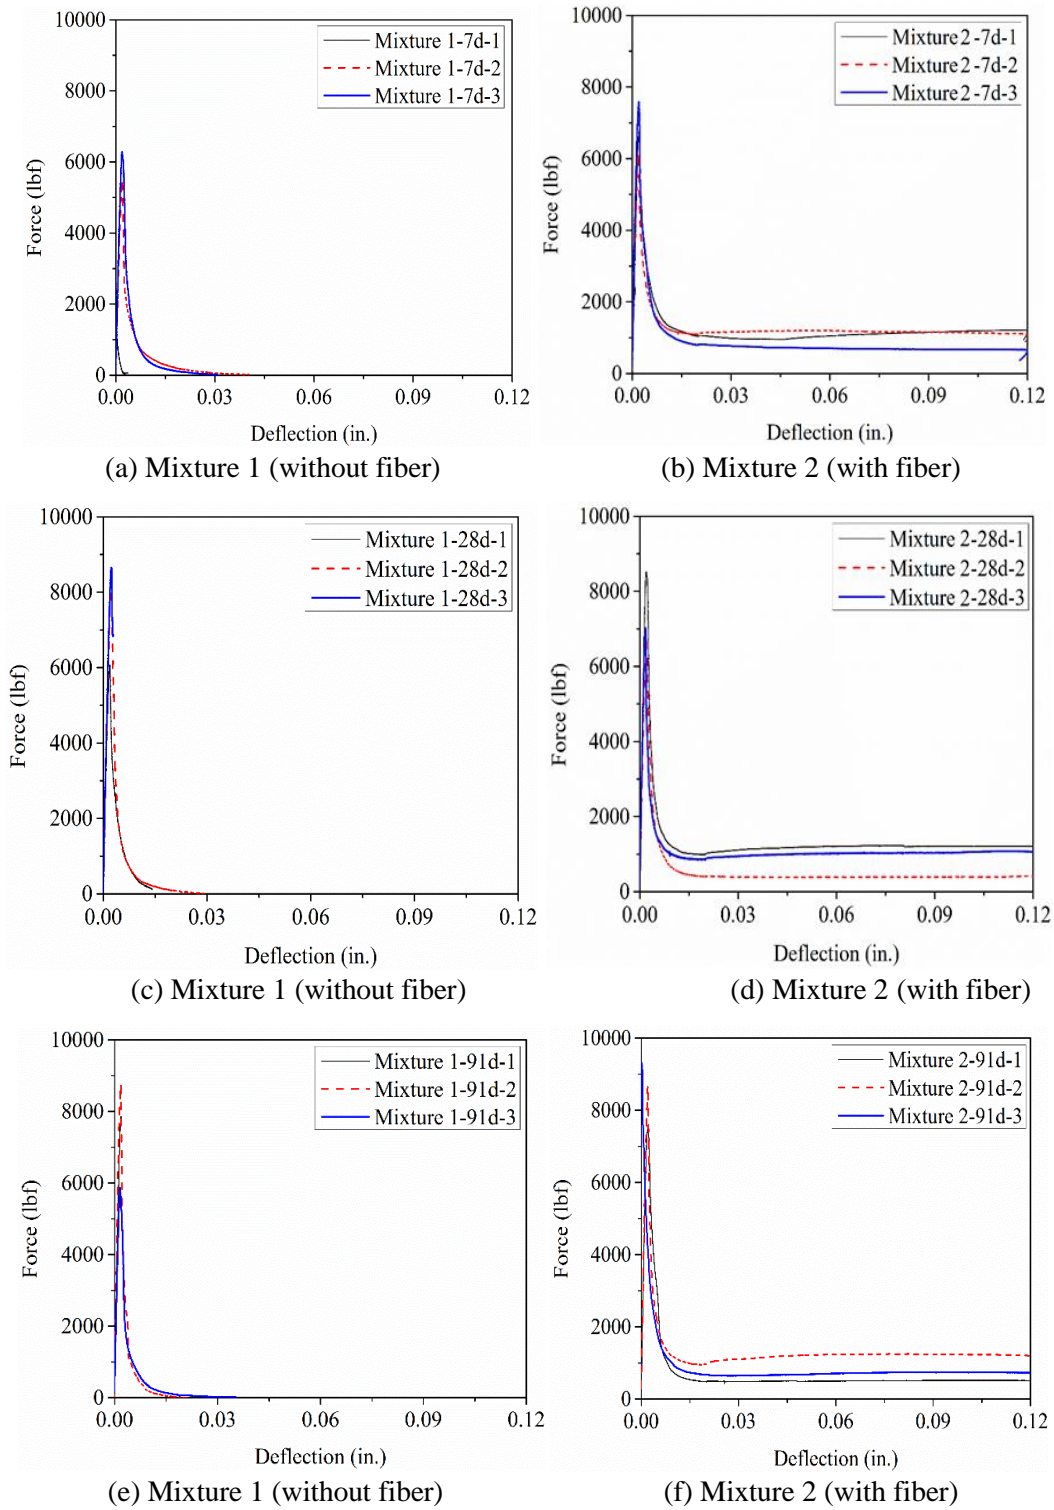 10000
8000
6000
4000
2000
0
Force (lbf)
Mixture 1-7d-1
Mixture 1-7d-2
Mixture 1-7d-3
0.00 0.03 0.06 0.09 0.12
Deflection (in.)
(a) Mixture 1 (without fiber)
10000
8000
6000
4000
2000
0
Force (lbf)
Mixture 2 -7d-1
Mixture 2 -7d-2
Mixture 2 -7d-3
0.00 0.03 0.06 0.09 0.12
Deflection (in.)
(b) Mixture 2 (with fiber)
10000
8000
6000
4000
2000
0
Force (lbf)
Mixture 1-28d-1
Mixture 1-28d-2
Mixture 1-28d-3
0.00 0.03 0.06 0.09 0.12
Deflection (in.)
(c) Mixture 1 (without fiber)
10000
8000
6000
4000
2000
0
Force (lbf)
Mixture 2-28d-1
Mixture 2-28d-2
Mixture 2-28d-3
0.00 0.03 0.06 0.09 0.12
Deflection (in.)
(d) Mixture 2 (with fiber)
10000
8000
6000
4000
2000
0
Force (lbf)
Mixture 1-91d-1
Mixture 1-91d-2
Mixture 1-91d-3
0.00 0.03 0.06 0.09 0.12
Deflection (in.)
(e) Mixture 1 (without fiber)
10000
8000
6000
4000
2000
0
Force (lbf)
Mixture 2-91d-1
Mixture 2-91d-2
Mixture 2-91d-3
0.00 0.03 0.06 0.09 0.12
Deflection (in.)
(f) Mixture 2 (with fiber)